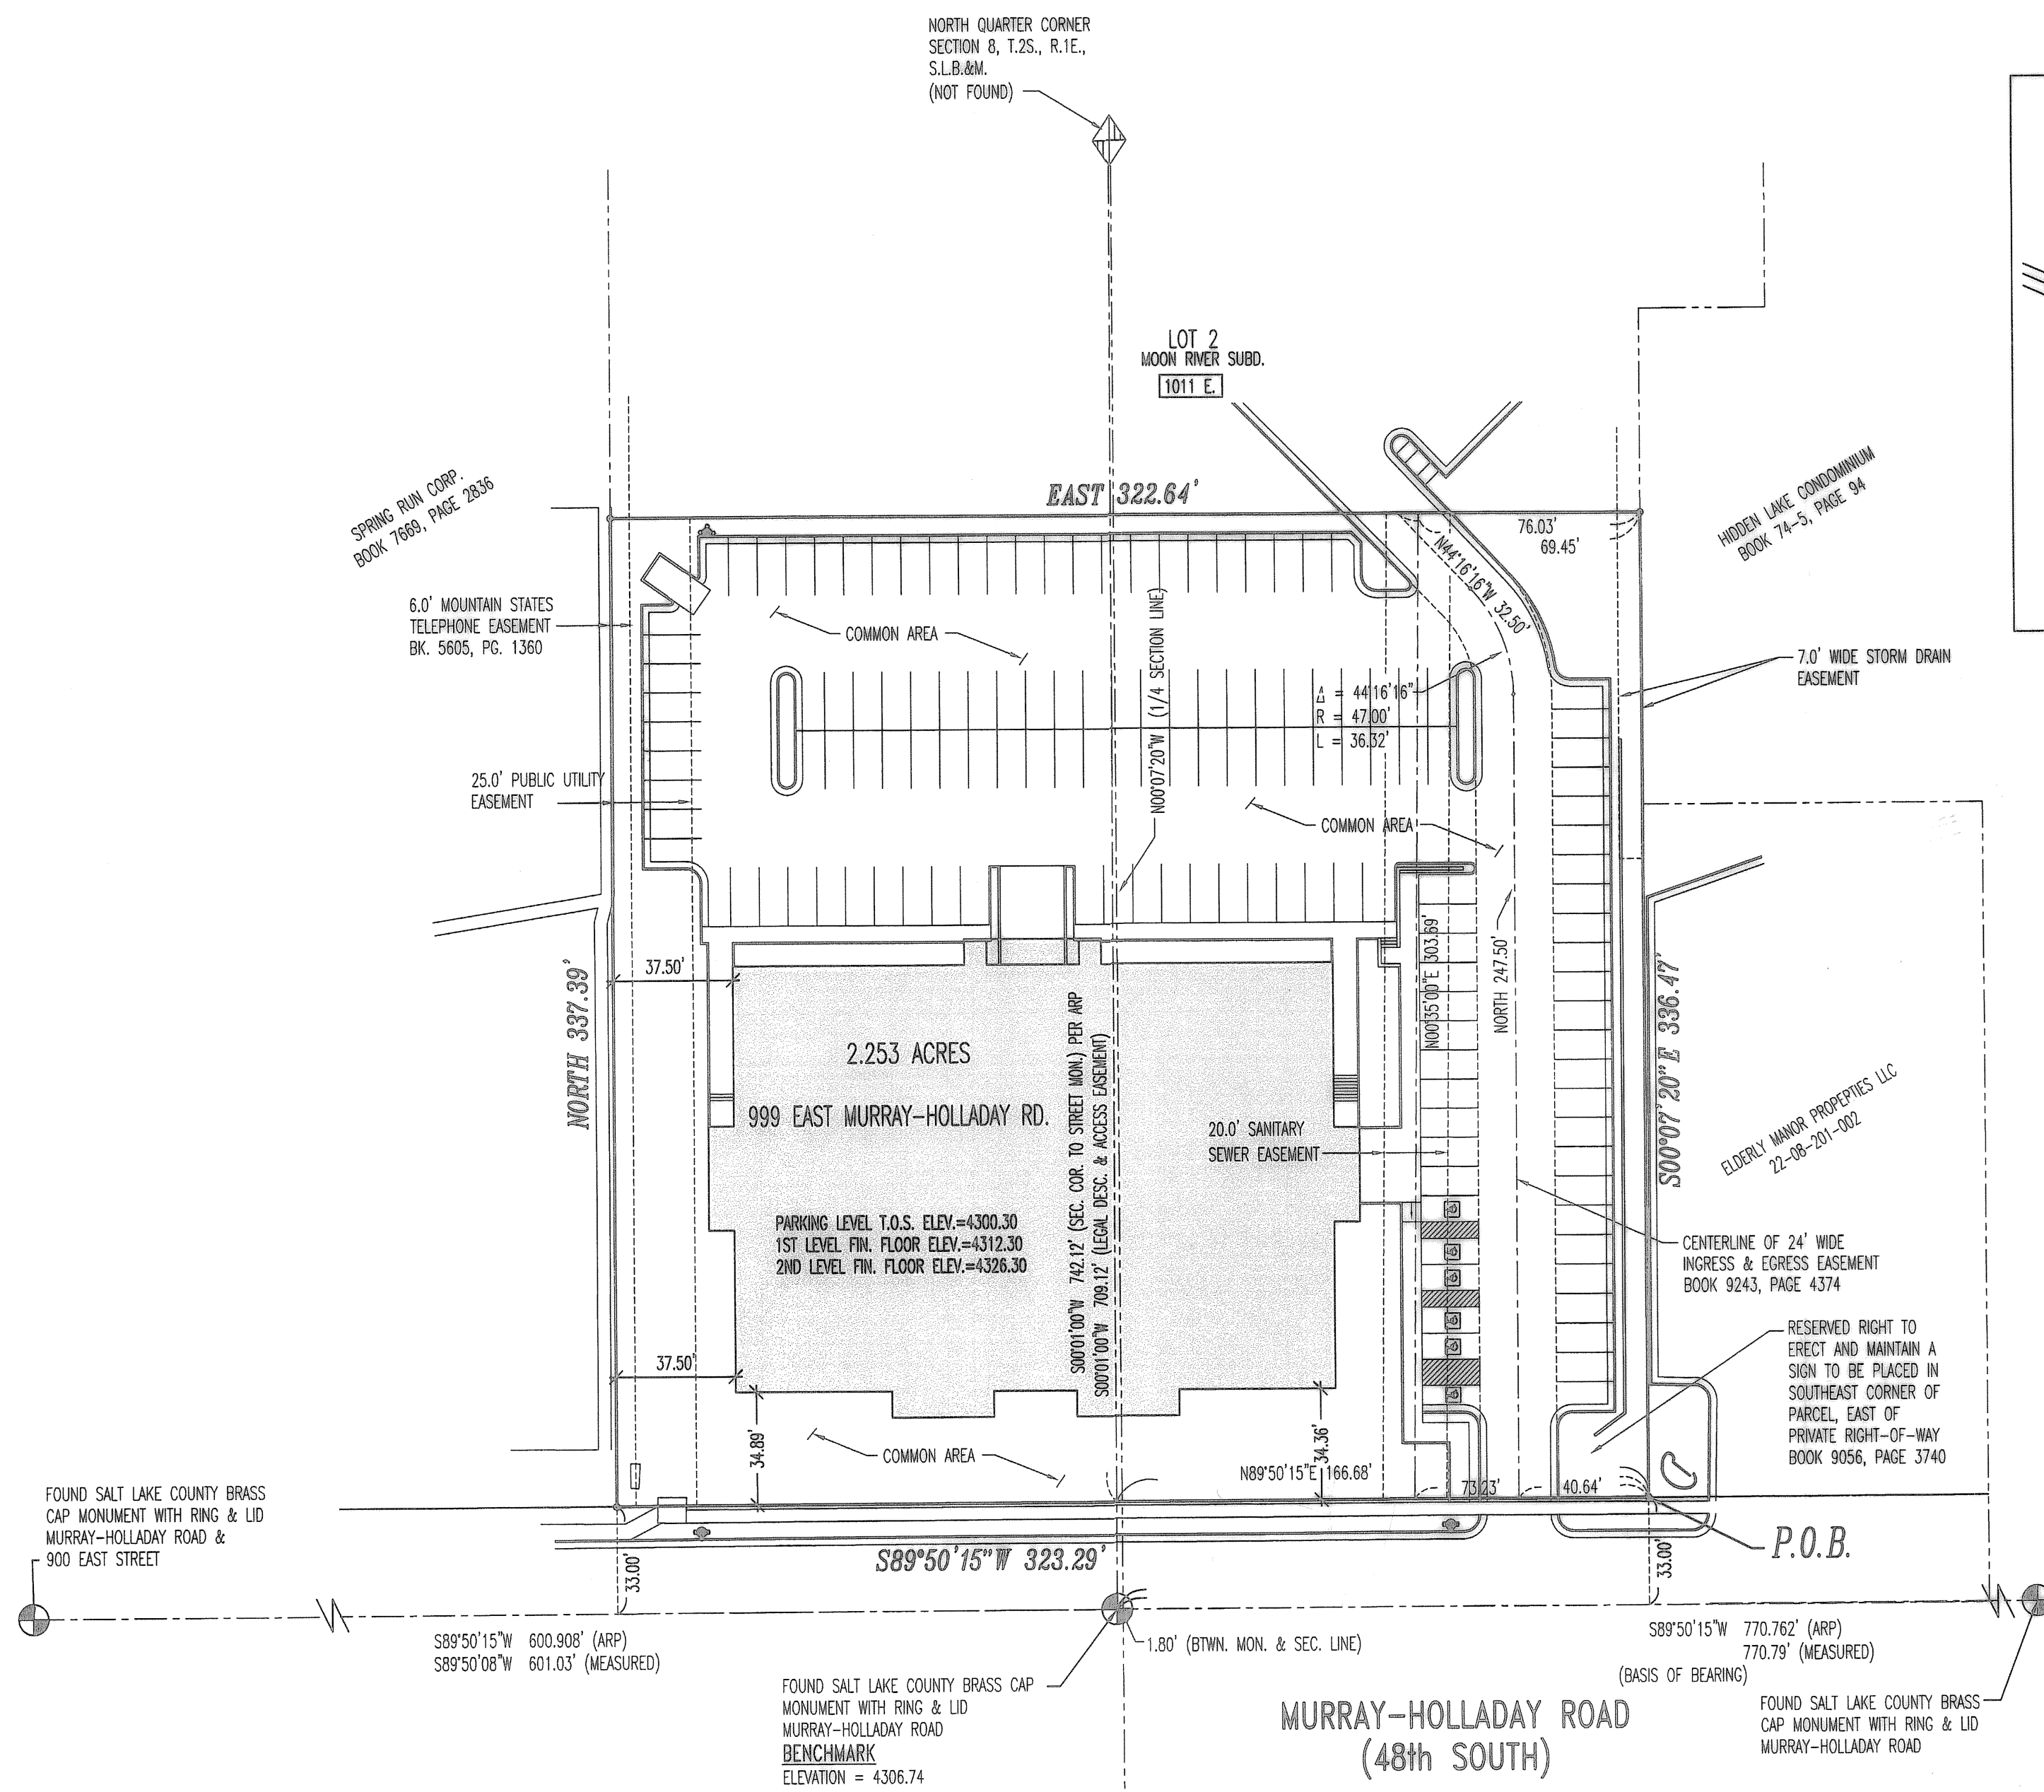 NORTH QUARTER CORNER
SECTION 8, T.2S., R.1E.,
S.L.B.&M.
(NOT FOUND)
LOT 2
MOON RIVER SUBD.
1011 E.
SPRING RUN CORP.
BOOK 7669, PAGE 2836
EAST 322.64'
76.03'
69.45'
HIDDEN LAKE CONDOMINIUM
BOOK 74-5, PAGE 94
N44°16'16"W 32.50'
6.0' MOUNTAIN STATES
TELEPHONE EASEMENT
BK. 5605, PG. 1360
COMMON AREA
N00°07'20"W (1/4 SECTION LINE)
7.0' WIDE STORM DRAIN
EASEMENT
Δ = 44°16'16"
R = 47.00'
L = 36.32'
25.0' PUBLIC UTILITY
EASEMENT
COMMON AREA
N00°35'00"E 303.69'
NORTH 247.50'
37.50'
NORTH 337.39'
S00°07'20"E 336.47'
2.253 ACRES
999 EAST MURRAY-HOLLADAY RD.
S00°01'00"W 742.12' (SEC. COR. TO STREET MON.) PER ARP
S00°01'00"W 709.12' (LEGAL DESC. & ACCESS EASEMENT)
20.0' SANITARY
SEWER EASEMENT
ELDERLY MANOR PROPEPTIES LLC
22-08-201-002
PARKING LEVEL T.O.S. ELEV.=4300.30
1ST LEVEL FIN. FLOOR ELEV.=4312.30
2ND LEVEL FIN. FLOOR ELEV.=4326.30
CENTERLINE OF 24' WIDE
INGRESS & EGRESS EASEMENT
BOOK 9243, PAGE 4374
RESERVED RIGHT TO
ERECT AND MAINTAIN A
SIGN TO BE PLACED IN
SOUTHEAST CORNER OF
PARCEL, EAST OF
PRIVATE RIGHT-OF-WAY
BOOK 9056, PAGE 3740
37.50'
34.89'
COMMON AREA
34.36'
N89°50'15"E 166.68'
73.23'
40.64'
FOUND SALT LAKE COUNTY BRASS
CAP MONUMENT WITH RING & LID
MURRAY-HOLLADAY ROAD &
900 EAST STREET
S89°50'15"W 323.29'
P.O.B.
33.00'
33.00'
S89°50'15"W 600.908' (ARP)
S89°50'08"W 601.03' (MEASURED)
1.80' (BTWN. MON. & SEC. LINE)
S89°50'15"W 770.762' (ARP)
770.79' (MEASURED)
(BASIS OF BEARING)
FOUND SALT LAKE COUNTY BRASS CAP
MONUMENT WITH RING & LID
MURRAY-HOLLADAY ROAD
BENCHMARK
ELEVATION = 4306.74
MURRAY-HOLLADAY ROAD
(48th SOUTH)
FOUND SALT LAKE COUNTY BRASS
CAP MONUMENT WITH RING & LID
MURRAY-HOLLADAY ROAD